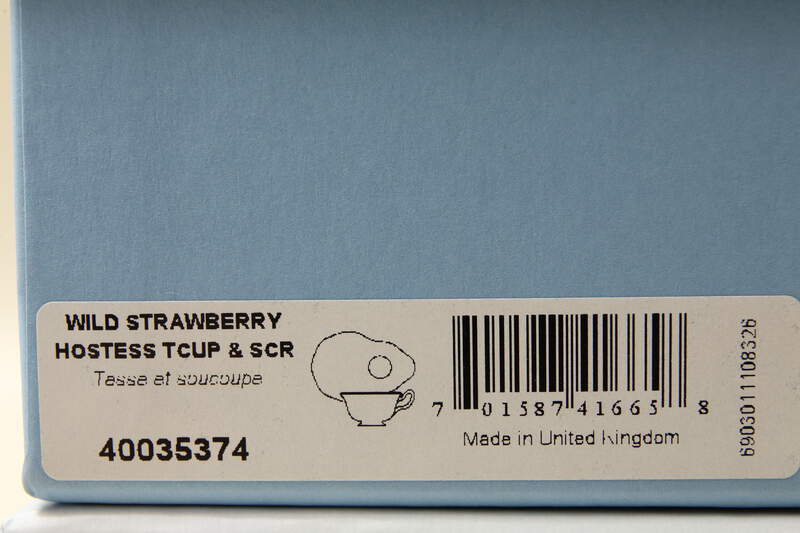 WILD STRAWBERRY
HOSTESS TCUP & SCR
Tasse et soucoupe
40035374
7 01587 41665 8
Made in United Kingdom
6903011108326